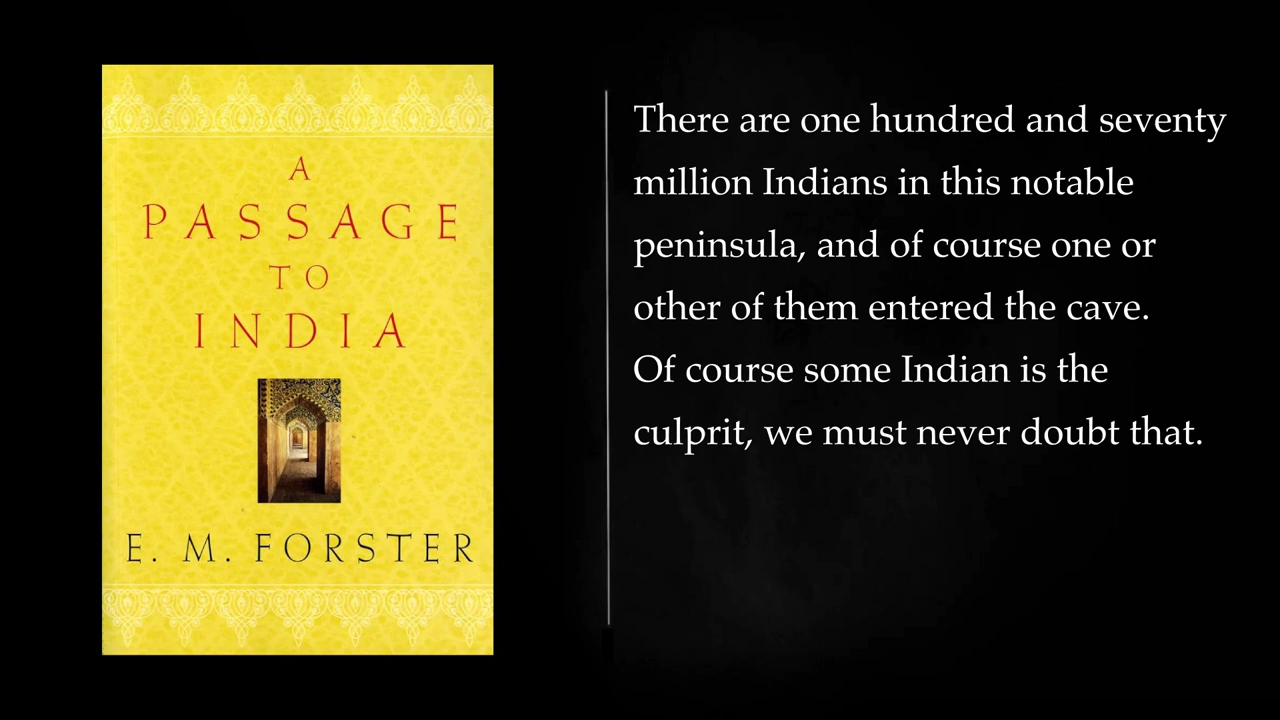 A
PASSAGE
TO
INDIA
E. M. FORSTER
There are one hundred and seventy
million Indians in this notable
peninsula, and of course one or
other of them entered the cave.
Of course some Indian is the
culprit, we must never doubt that.